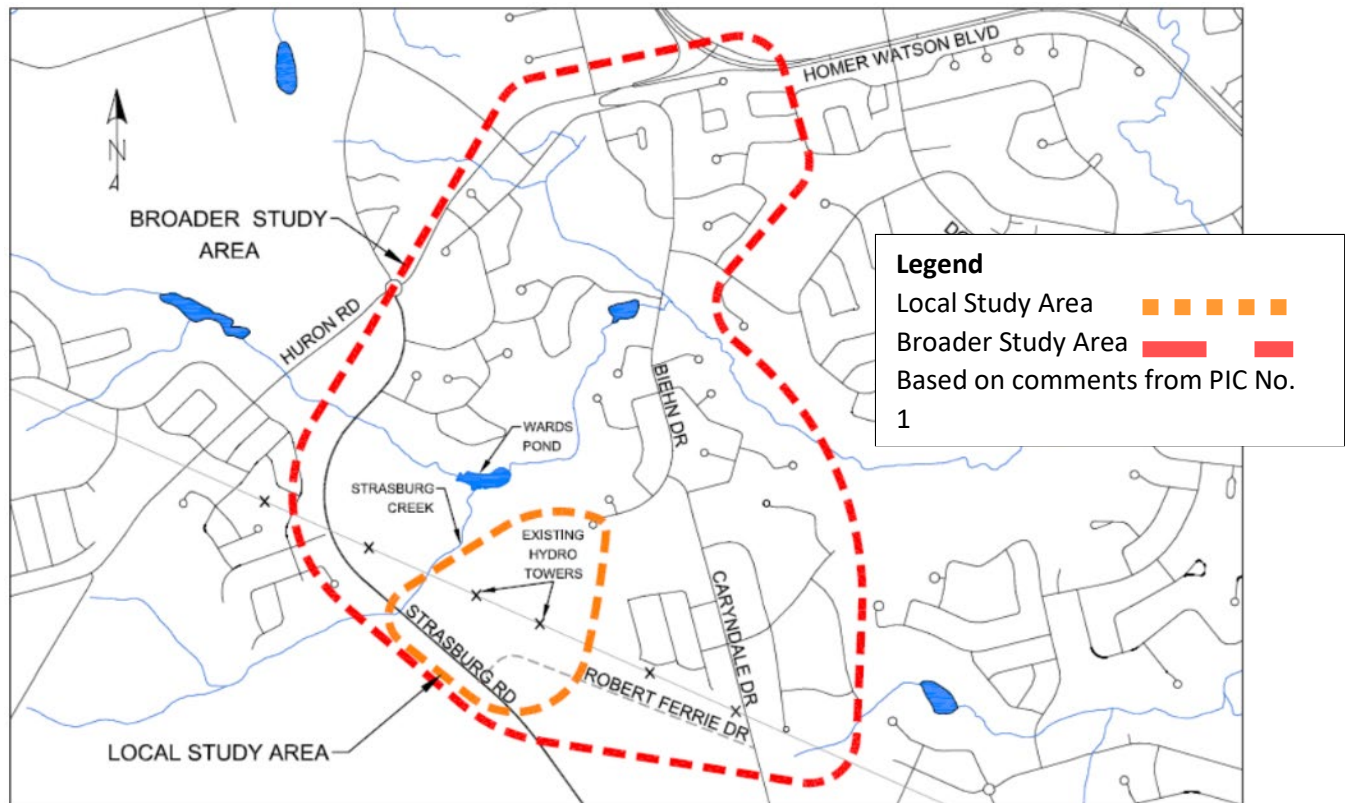 HOMER WATSON BLVD
N
BROADER STUDY
AREA
HURON RD
Legend
Local Study Area
Broader Study Area
Based on comments from PIC No.
1
BIEHN DR
WARDS
POND
STRASBURG
CREEK
EXISTING
HYDRO
TOWERS
CARYNDALE DR
STRASBURG RD
ROBERT FERRIE DR
LOCAL STUDY AREA